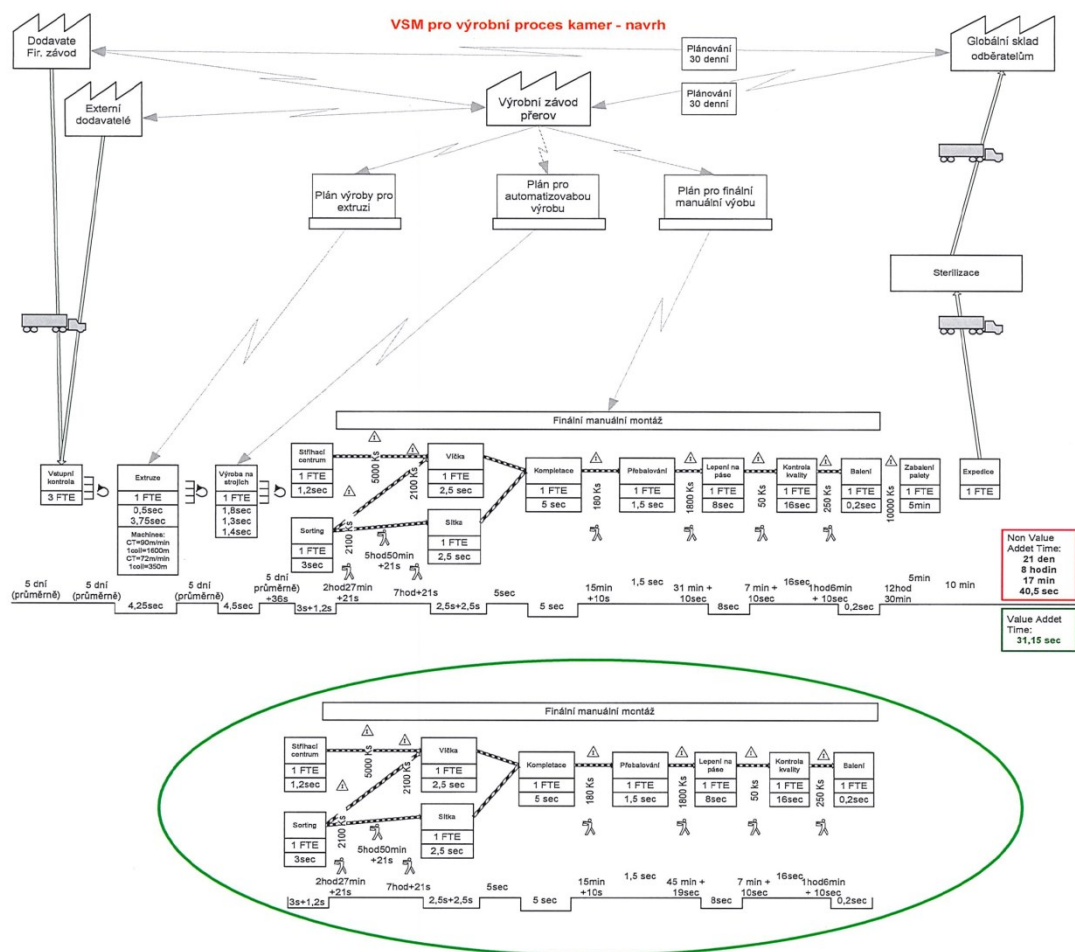 VSM pro výrobní proces kamer - navrh
Dodavate
Fir. závod
Externí
dodavatelé
Plánování
30 denní
Plánování
30 denní
Globální sklad
odběratelům
Výrobní závod
přerov
Plán výroby pro
extruzi
Plán pro
automatizovabou
výrobu
Plán pro finální
manuální výobu
Sterilizace
Finální manuální montáž
Vstupní
kontrola
3 FTE
Extruze
1 FTE
0,5sec
3,75sec
Machines:
CT=90m/min
1coil=1600m
CT=72m/min
1coil=350m
Výroba na
strojích
1 FTE
1,8sec
1,3sec
1,4sec
Stříhací
centrum
1 FTE
1,2sec
Sorting
1 FTE
3sec
5000 Ks
2100 Ks
2100 Ks
Víčka
1 FTE
2,5 sec
Sítka
1 FTE
2,5 sec
5hod50min
+21s
Kompletace
1 FTE
5 sec
180 Ks
Přebalování
1 FTE
1,5 sec
1800 Ks
Lepení na
páso
1 FTE
8sec
50 Ks
Kontrola
kvality
1 FTE
16sec
250 Ks
Balení
1 FTE
0,2sec
10000 Ks
Zabalení
palety
1 FTE
5min
Expedice
1 FTE
5 dní
(průměrně)
5 dní
(průměrně)
4,25sec
5 dní
(průměrně)
4,5sec
5 dní
průměrně)
+36s
3s+1,2s
2hod27min
+21s
7hod+21s
2,5s+2,5s
5sec
5 sec
15min
+10s
1,5 sec
31 min +
10sec
8sec
7 min +
10sec
16sec
1hod6min
+ 10sec
0,2sec
12hod
30min
5min
10 min
Non Value
Addet Time:
21 den
8 hodin
17 min
40,5 sec
Value Addet
Time:
31,15 sec
Finální manuální montáž
Stříhací
centrum
1 FTE
1,2sec
Sorting
1 FTE
3sec
5000 Ks
2100 Ks
2100 Ks
Víčka
1 FTE
2,5 sec
Sítka
1 FTE
2,5 sec
5hod50min
+21s
Kompletace
1 FTE
5 sec
180 Ks
Přebalování
1 FTE
1,5 sec
1800 Ks
Lepení na
páso
1 FTE
8sec
50 ks
Kontrola
kvality
1 FTE
16sec
250 Ks
Balení
1 FTE
0,2sec
3s+1,2s
2hod27min
+21s
7hod+21s
2,5s+2,5s
5sec
5 sec
15min
+10s
1,5 sec
45 min +
19sec
8sec
7 min +
10sec
16sec
1hod6min
+ 10sec
0,2sec